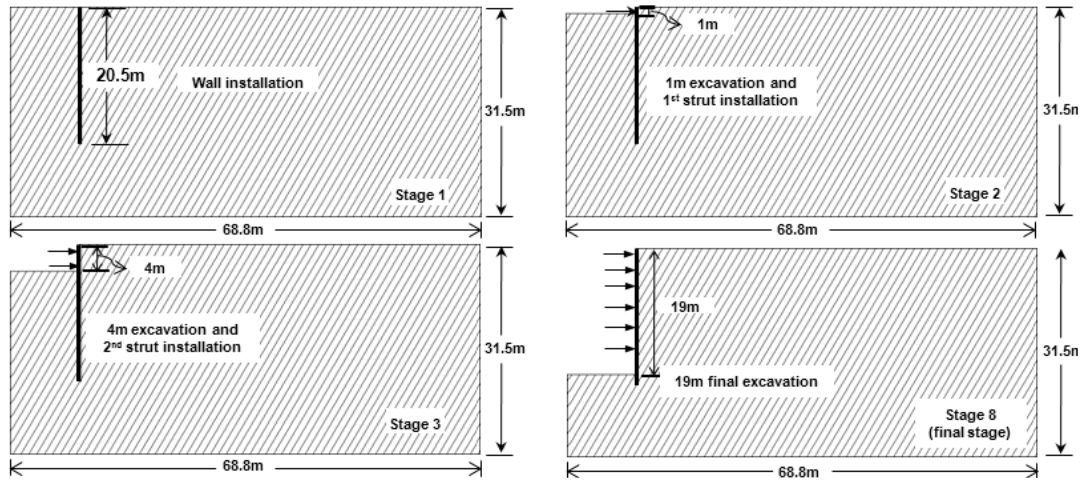 20.5m
Wall installation
31.5m
Stage 1
68.8m
1m
1m excavation and
1st strut installation
31.5m
Stage 2
68.8m
4m
4m excavation and
2nd strut installation
31.5m
Stage 3
68.8m
19m
31.5m
19m final excavation
Stage 8
(final stage)
68.8m